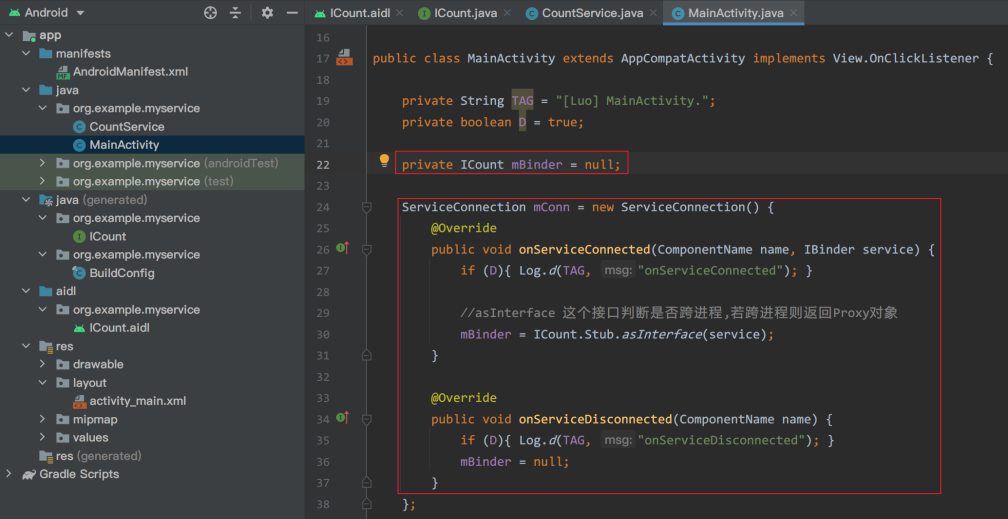 Android
ICount.aidl
ICount.java
CountService.java
MainActivity.java
app
manifests
AndroidManifest.xml
java
org.example.myservice
CountService
MainActivity
org.example.myservice (androidTest)
org.example.myservice (test)
java (generated)
org.example.myservice
ICount
org.example.myservice
BuildConfig
aidl
org.example.myservice
ICount.aidl
res
drawable
layout
activity_main.xml
mipmap
values
res (generated)
Gradle Scripts
16
17 public class MainActivity extends AppCompatActivity implements View.OnClickListener {
18
19 private String TAG = "[Luo] MainActivity.";
20 private boolean D = true;
21
22 private ICount mBinder = null;
23
24 ServiceConnection mConn = new ServiceConnection() {
25 @Override
26 public void onServiceConnected(ComponentName name, IBinder service) {
27 if (D){ Log.d(TAG, msg: "onServiceConnected"); }
28
29 //asInterface 这个接口判断是否跨进程,若跨进程则返回Proxy对象
30 mBinder = ICount.Stub.asInterface(service);
31 }
32
33 @Override
34 public void onServiceDisconnected(ComponentName name) {
35 if (D){ Log.d(TAG, msg: "onServiceDisconnected"); }
36 mBinder = null;
37 }
38 };